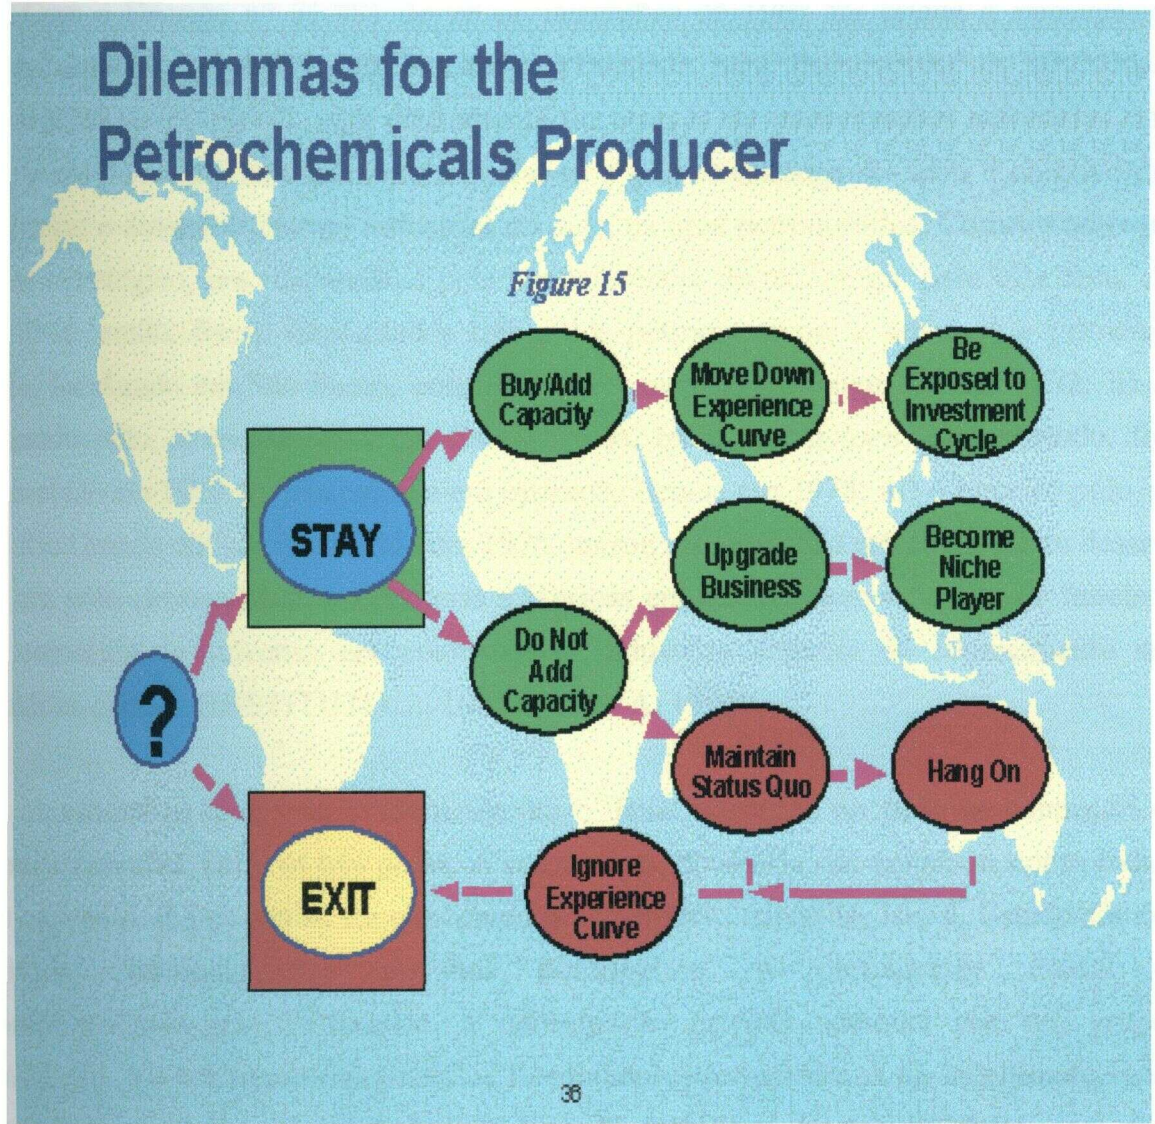 Dilemmas for the
Petrochemicals Producer
Figure 15
Buy/Add
Capacity
Move Down
Experience
Curve
Be
Exposed to
Investment
Cycle
STAY
Upgrade
Business
Become
Niche
Player
Do Not
Add
Capacity
?
Maintain
Status Quo
Hang On
Ignore
Experience
Curve
EXIT
36